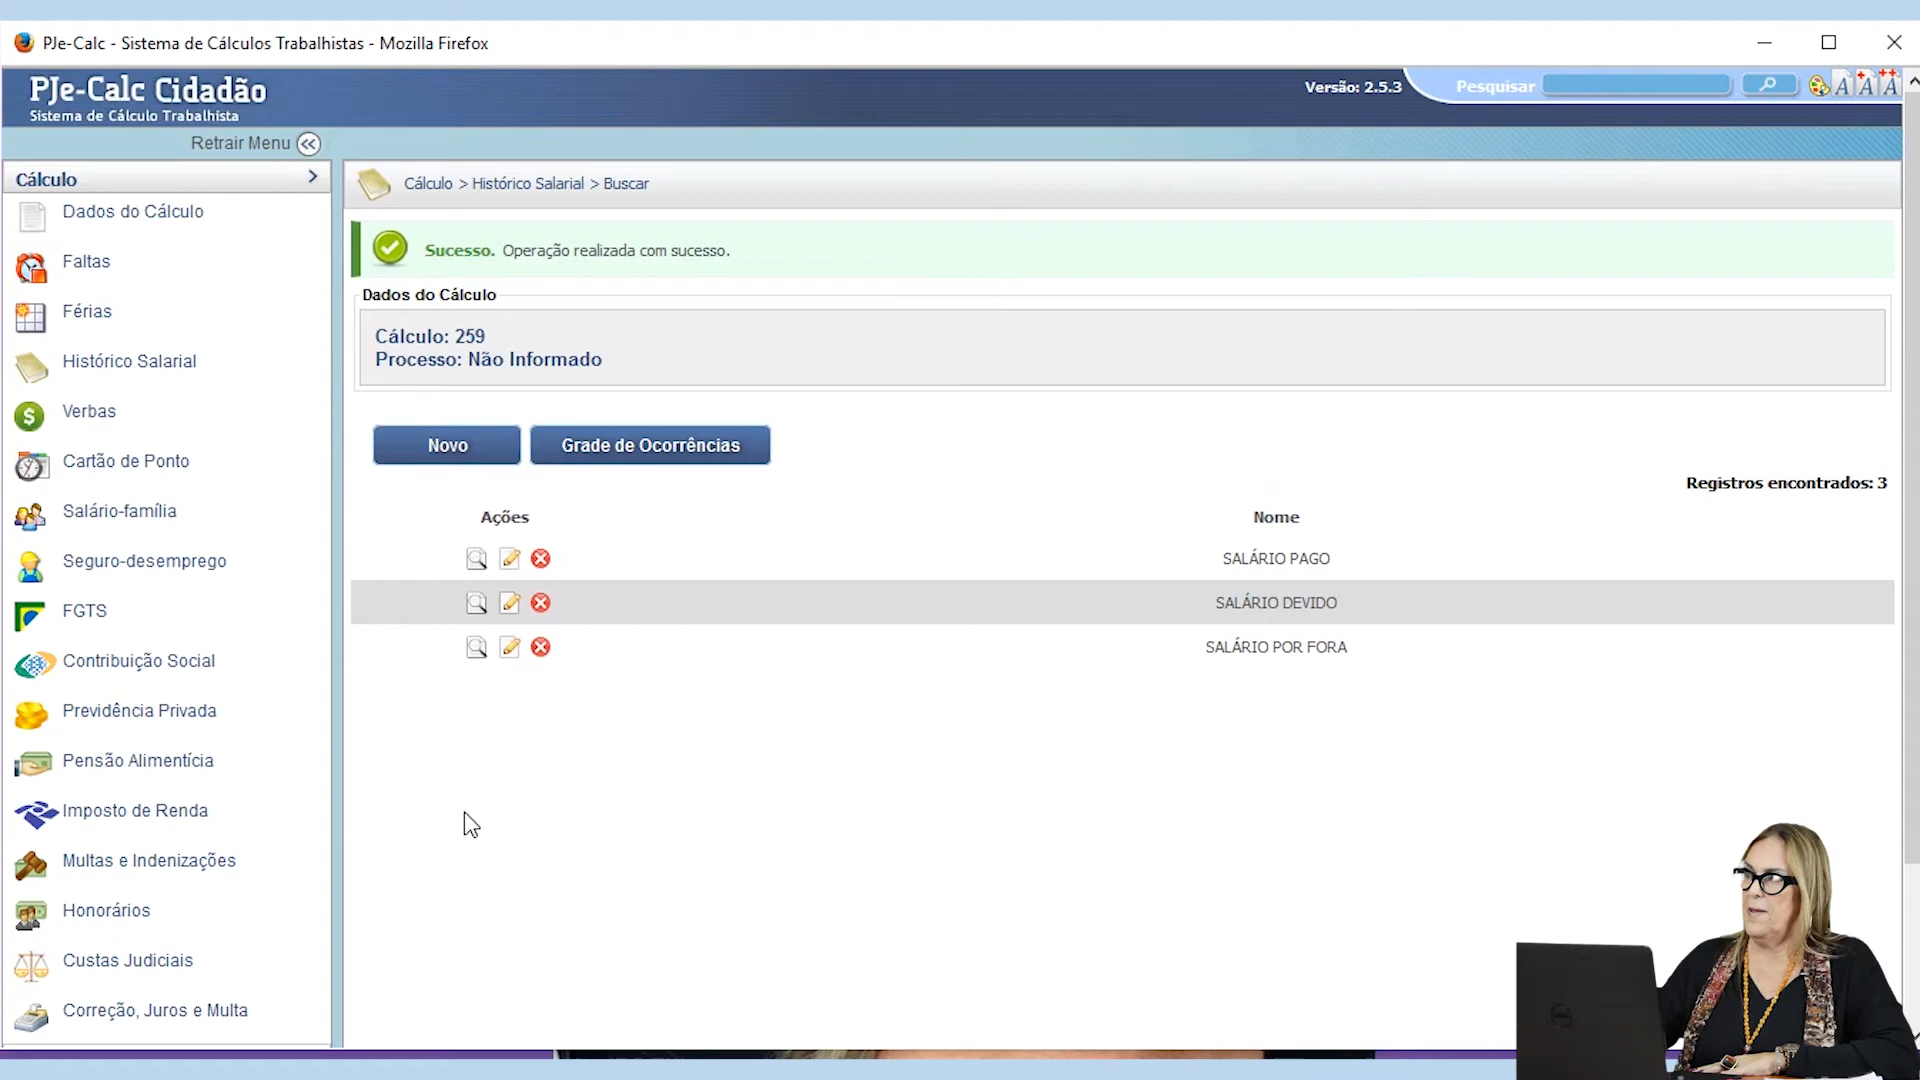 PJe-Calc - Sistema de Cálculos Trabalhistas - Mozilla Firefox
PJe-Calc Cidadão
Sistema de Cálculo Trabalhista
Versão: 2.5.3
Pesquisar
A A+ A++
Retrair Menu
Cálculo
Dados do Cálculo
Faltas
Férias
Histórico Salarial
Verbas
Cartão de Ponto
Salário-família
Seguro-desemprego
FGTS
Contribuição Social
Previdência Privada
Pensão Alimentícia
Imposto de Renda
Multas e Indenizações
Honorários
Custas Judiciais
Correção, Juros e Multa
Cálculo > Histórico Salarial > Buscar
Sucesso. Operação realizada com sucesso.
Dados do Cálculo
Cálculo: 259
Processo: Não Informado
Novo
Grade de Ocorrências
Registros encontrados: 3
Ações Nome
SALÁRIO PAGO
SALÁRIO DEVIDO
SALÁRIO POR FORA